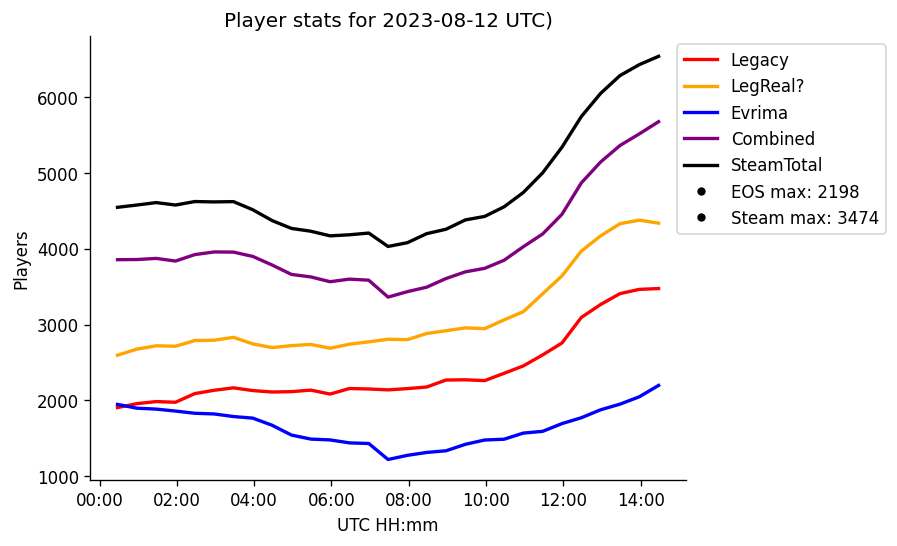 Player stats for 2023-08-12 UTC)
Legacy
LegReal?
Evrima
Combined
SteamTotal
EOS max: 2198
Steam max: 3474
Players
6000
5000
4000
3000
2000
1000
00:00 02:00 04:00 06:00 08:00 10:00 12:00 14:00
UTC HH:mm